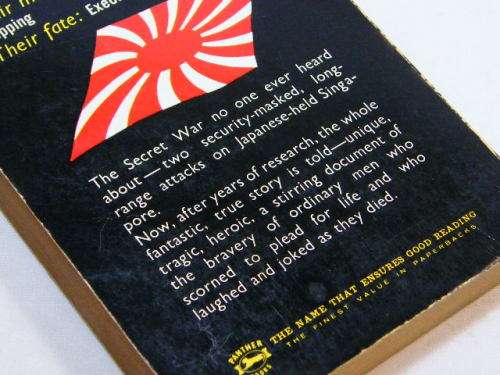 pping
Their fate: Exec
The Secret War no one ever heard
about — two security-masked, long-
range attacks on Japanese-held Singa-
pore.
Now, after years of research, the whole
fantastic, true story is told—unique,
tragic, heroic, a stirring document of
the bravery of ordinary men who
scorned to plead for life and who
laughed and joked as they died.
THE NAME THAT ENSURES GOOD READING
THE FINEST VALUE IN PAPERBACKS
PANTHER
BOOKS